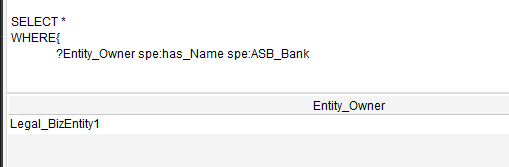 SELECT *
WHERE{
?Entity_Owner spe:has_Name spe:ASB_Bank
Entity_Owner
Legal_BizEntity1